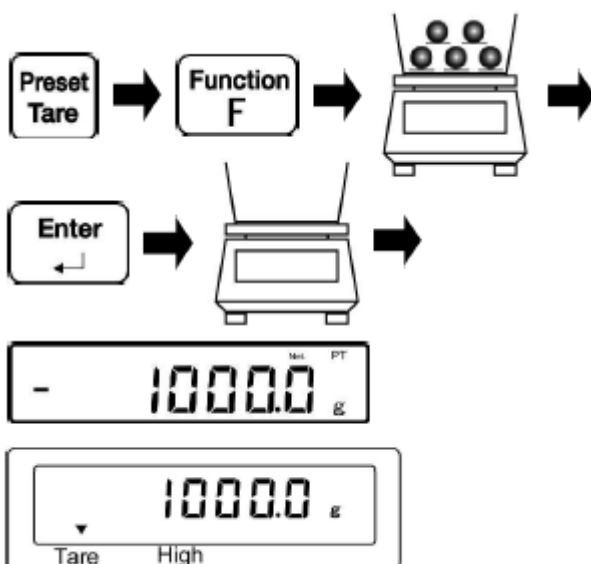 Preset
Tare
Function
F
Enter
Net PT
- 1000.0 g
1000.0 g
Tare High